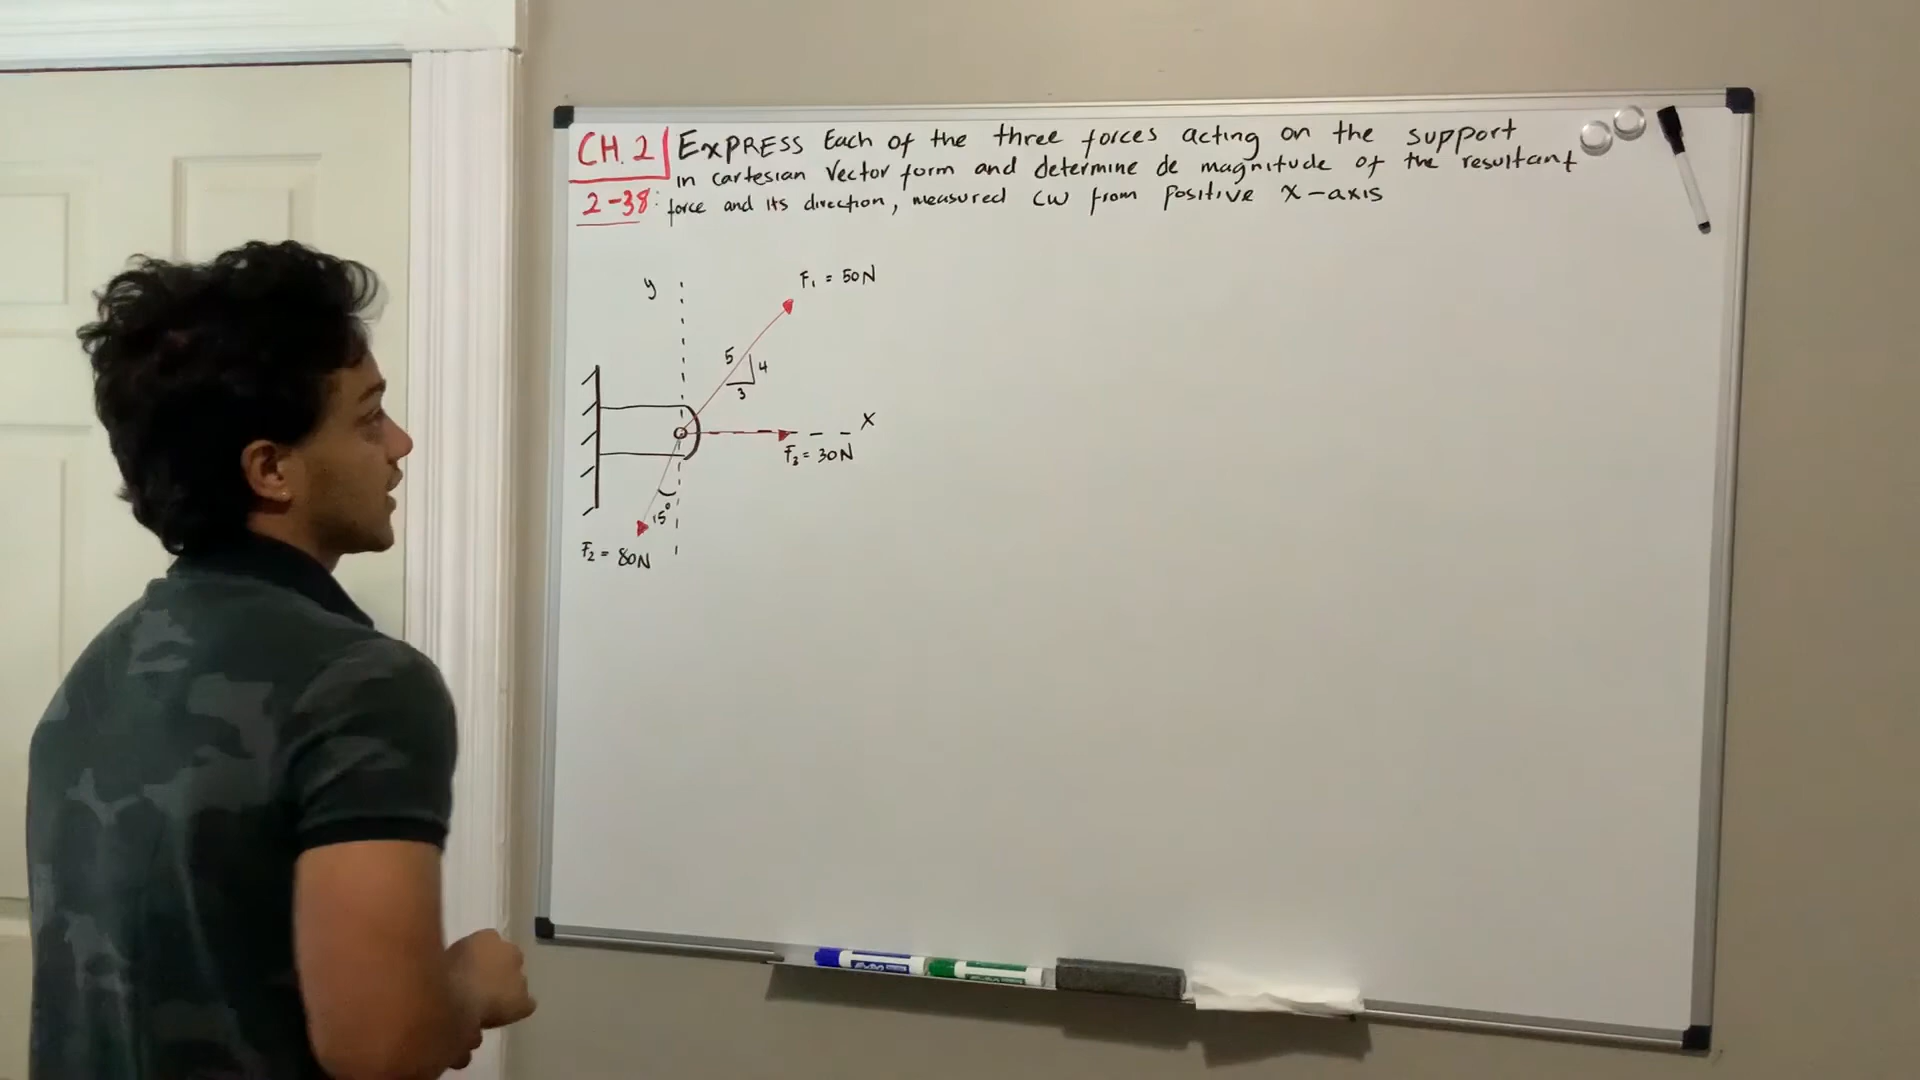 CH. 2 EXPRESS Each of the three forces acting on the support
in cartesian vector form and determine de magnitude of the resultant
2-38: force and its direction, measured CW from positive X-axis
y
F₁ = 50N
5
4
3
X
F₃ = 30N
15°
F₂ = 80N